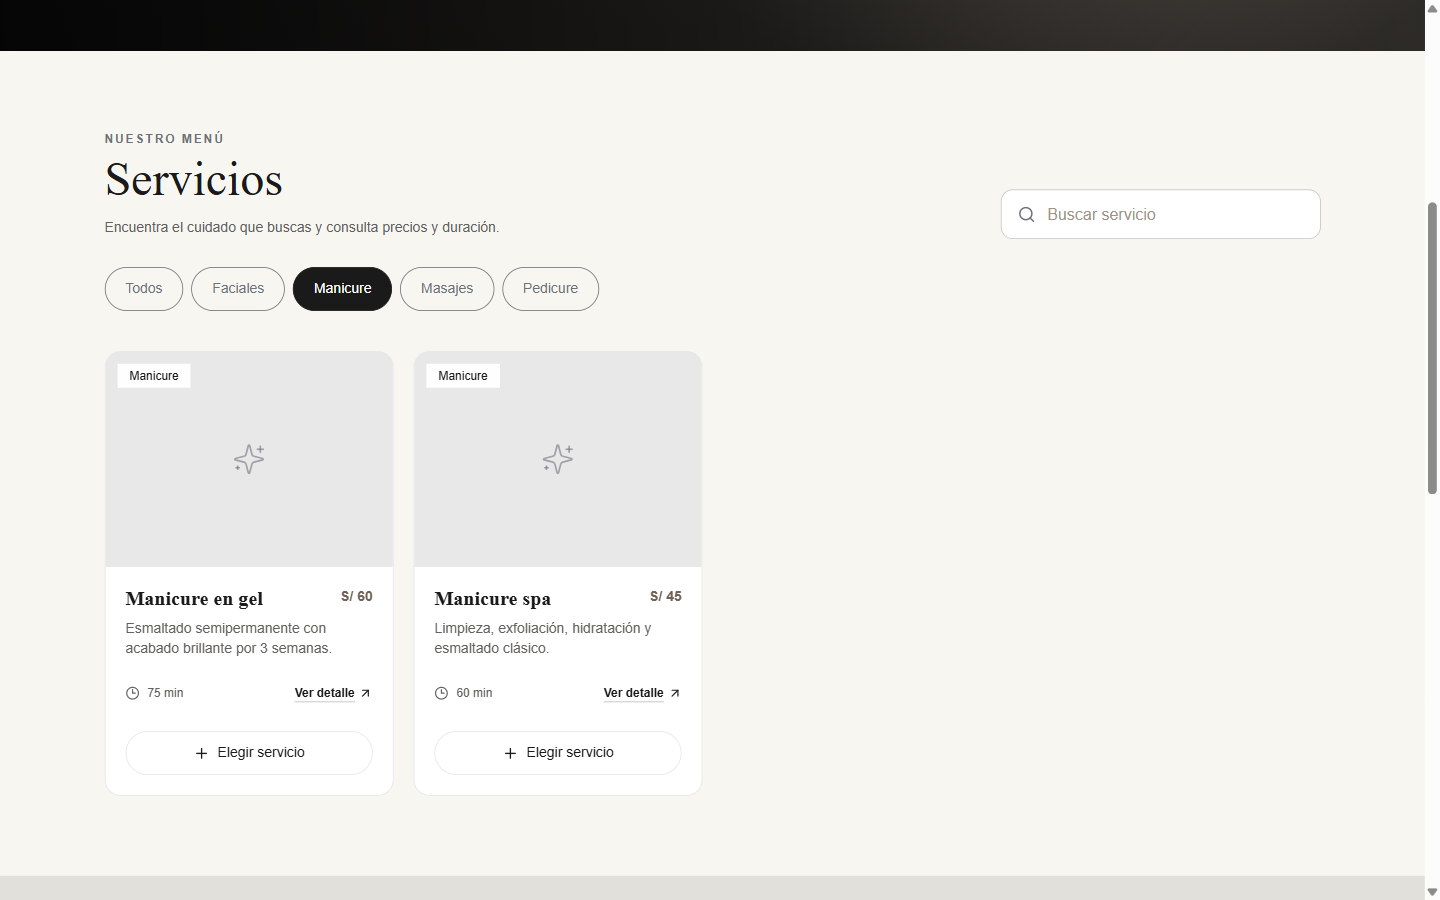 NUESTRO MENÚ
Servicios
Encuentra el cuidado que buscas y consulta precios y duración.
Buscar servicio
Todos
Faciales
Manicure
Masajes
Pedicure
Manicure
Manicure en gel
S/ 60
Esmaltado semipermanente con
acabado brillante por 3 semanas.
75 min
Ver detalle
Elegir servicio
Manicure
Manicure spa
S/ 45
Limpieza, exfoliación, hidratación y
esmaltado clásico.
60 min
Ver detalle
Elegir servicio